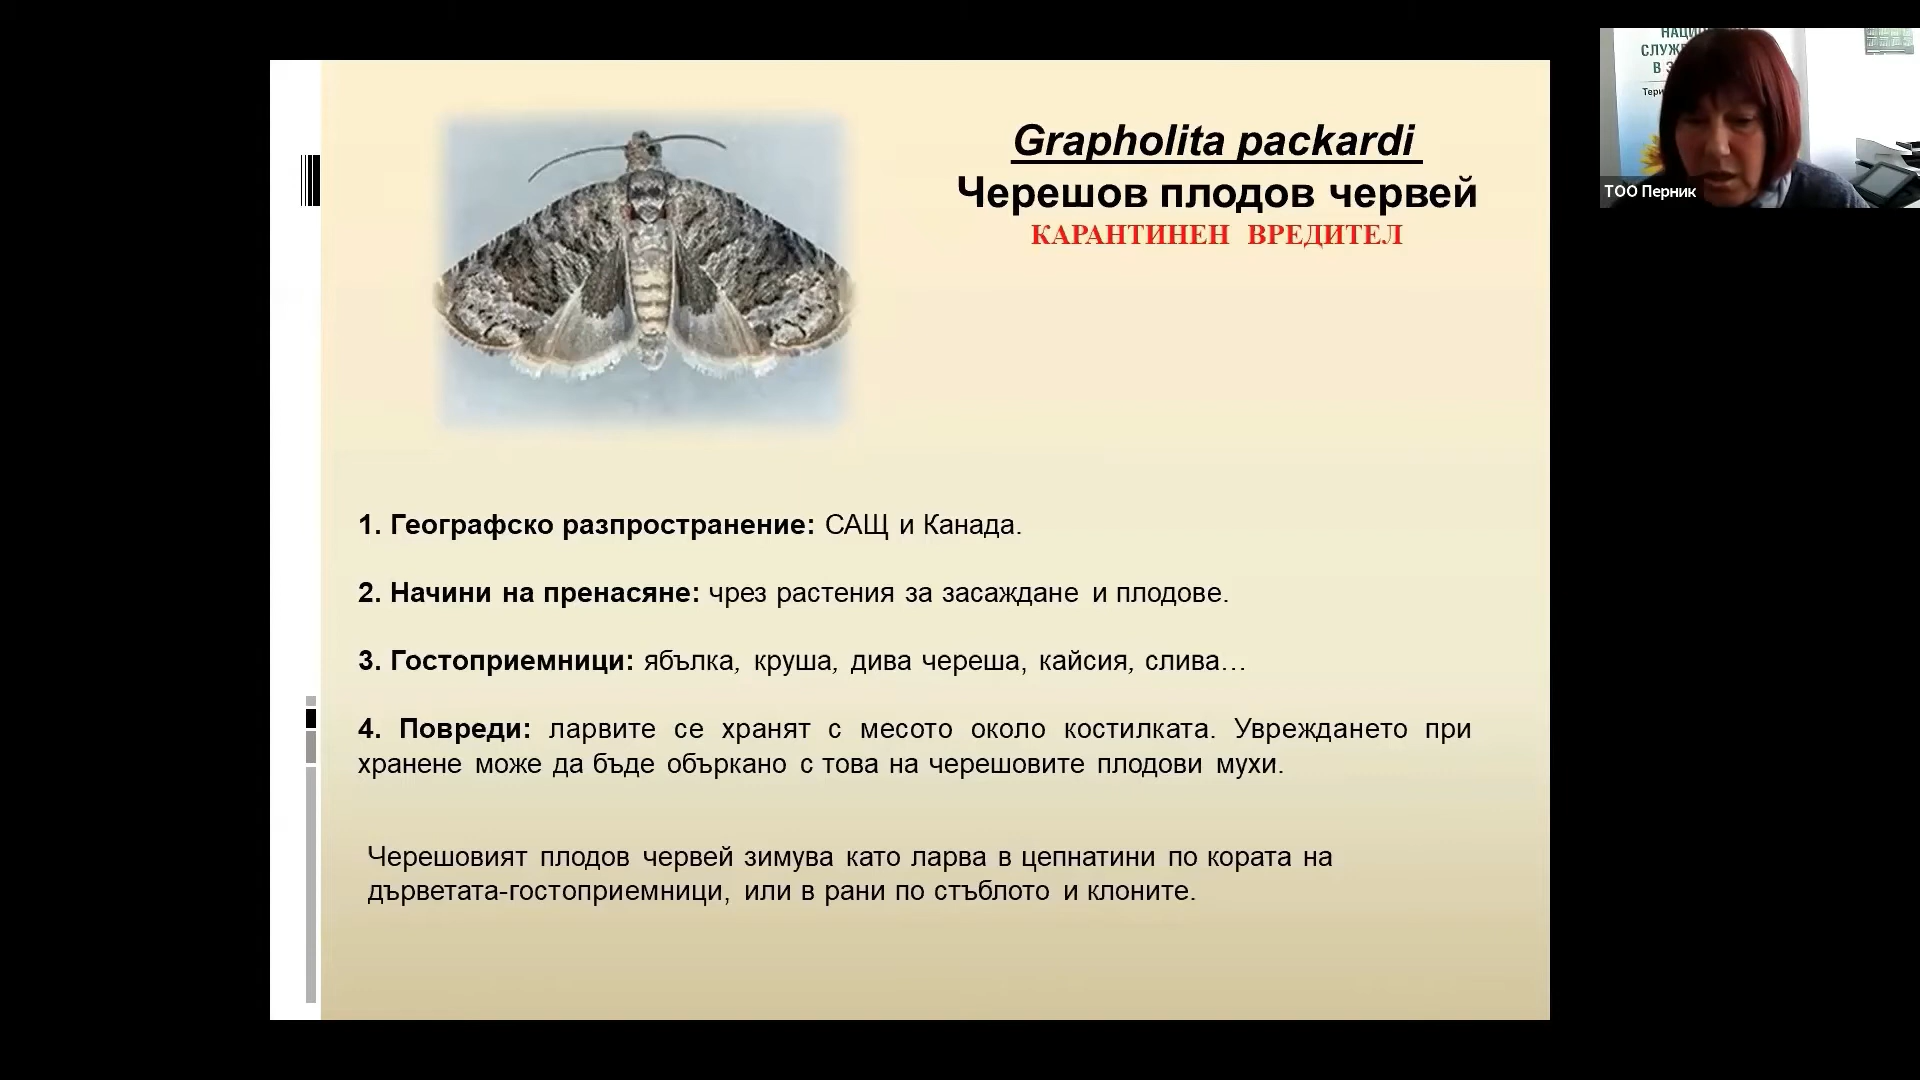 Grapholita packardi
Черешов плодов червей
КАРАНТИНЕН ВРЕДИТЕЛ
1. Географско разпространение: САЩ и Канада.
2. Начини на пренасяне: чрез растения за засаждане и плодове.
3. Гостоприемници: ябълка, круша, дива череша, кайсия, слива…
4. Повреди: ларвите се хранят с месото около костилката. Увреждането при
хранене може да бъде объркано с това на черешовите плодови мухи.
Черешовият плодов червей зимува като ларва в цепнатини по кората на
дърветата-гостоприемници, или в рани по стъблото и клоните.
В
ТОО Перник